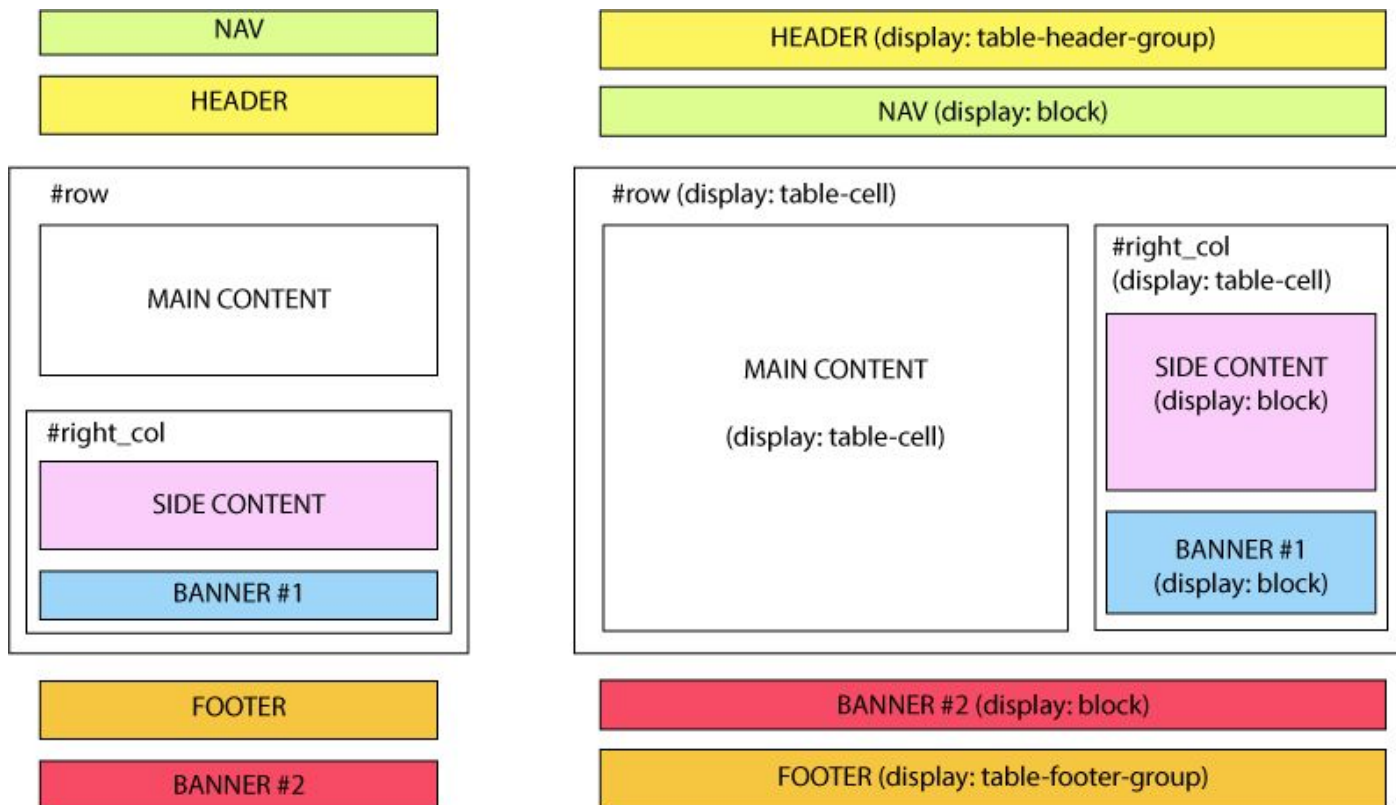 NAV
HEADER
#row
MAIN CONTENT
#right_col
SIDE CONTENT
BANNER #1
FOOTER
BANNER #2
HEADER (display: table-header-group)
NAV (display: block)
#row (display: table-cell)
MAIN CONTENT
(display: table-cell)
#right_col
(display: table-cell)
SIDE CONTENT
(display: block)
BANNER #1
(display: block)
BANNER #2 (display: block)
FOOTER (display: table-footer-group)